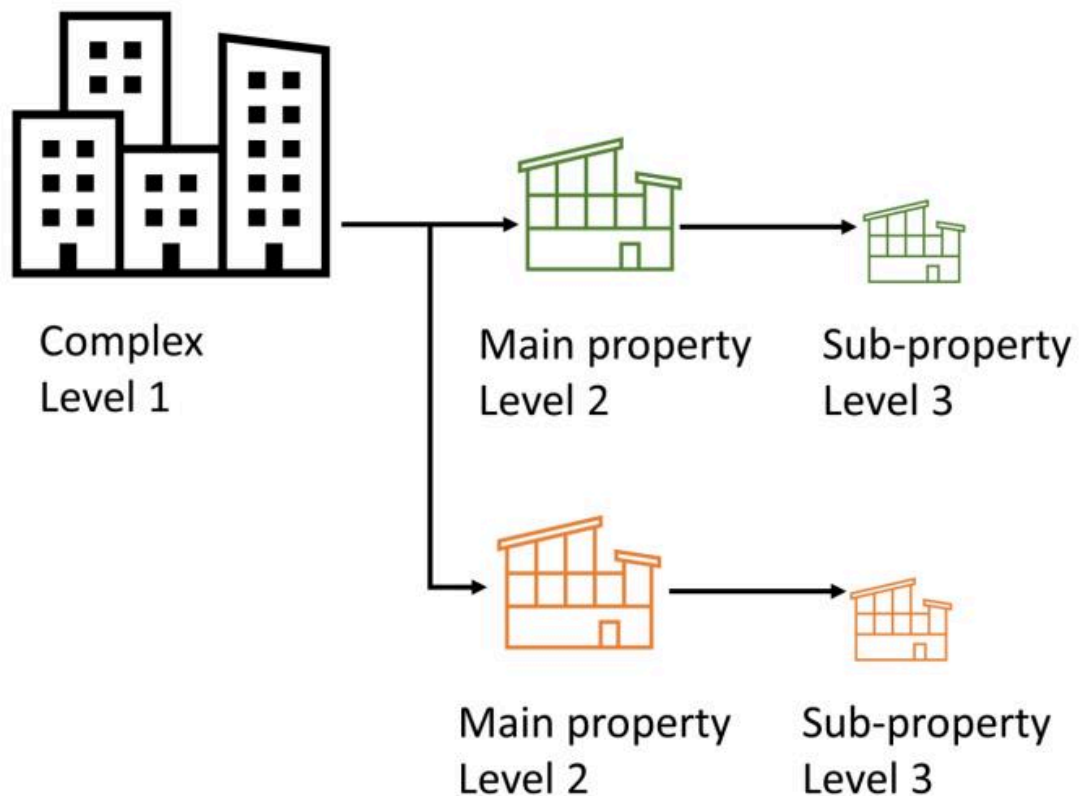 Complex
Level 1
Main property
Level 2
Sub-property
Level 3
Main property
Level 2
Sub-property
Level 3